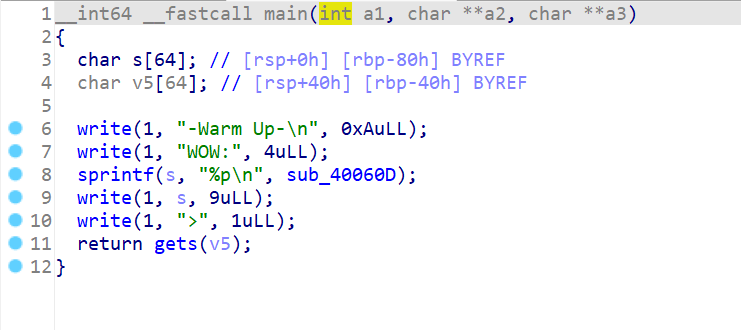 1 __int64 __fastcall main(int a1, char **a2, char **a3)
2 {
3 char s[64]; // [rsp+0h] [rbp-80h] BYREF
4 char v5[64]; // [rsp+40h] [rbp-40h] BYREF
5
6 write(1, "-Warm Up-\n", 0xAuLL);
7 write(1, "WOW:", 4uLL);
8 sprintf(s, "%p\n", sub_40060D);
9 write(1, s, 9uLL);
10 write(1, ">", 1uLL);
11 return gets(v5);
12 }